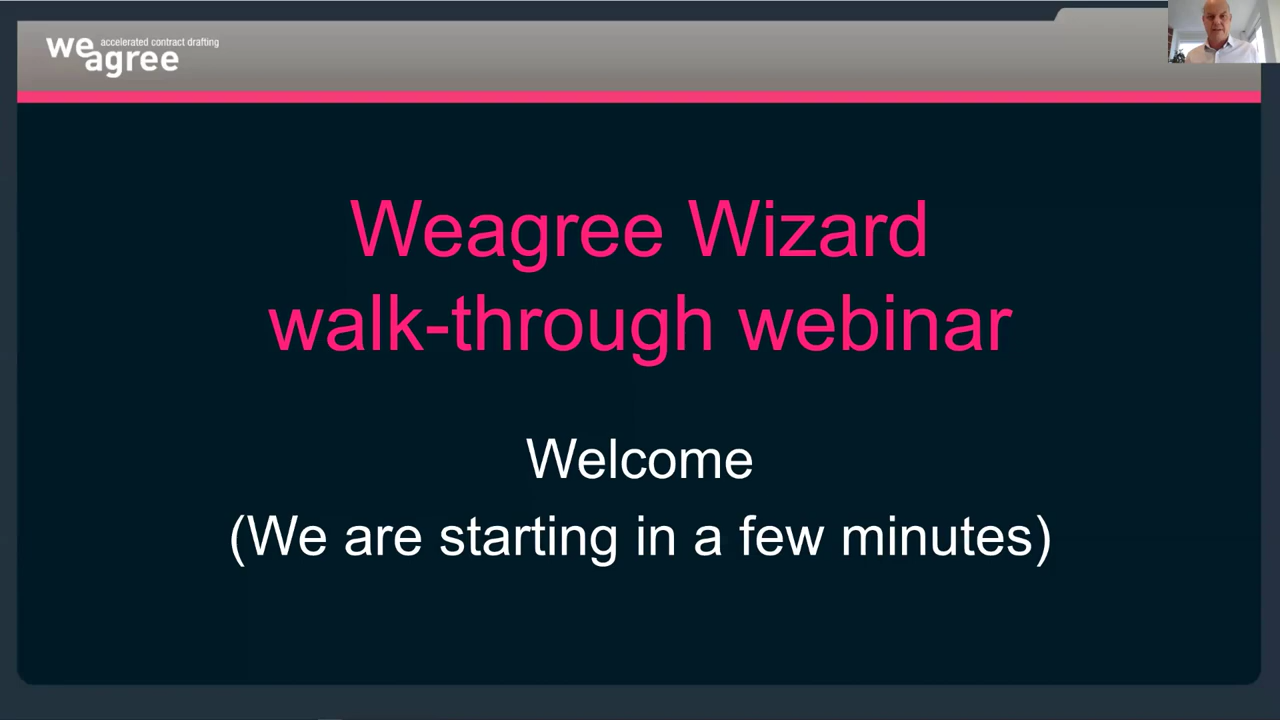 we accelerated contract drafting
agree
Weagree Wizard
walk-through webinar
Welcome
(We are starting in a few minutes)